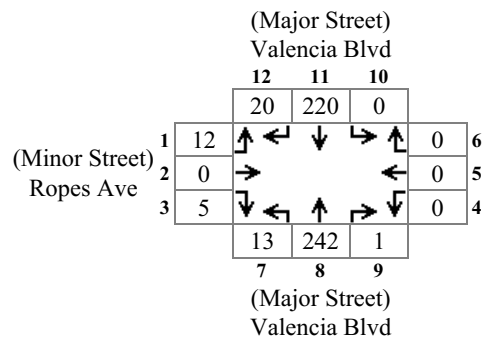 (Major Street)
Valencia Blvd
12 11 10
20 220 0
1 12 0 6
(Minor Street)
Ropes Ave
2 0 0 5
3 5 0 4
13 242 1
7 8 9
(Major Street)
Valencia Blvd